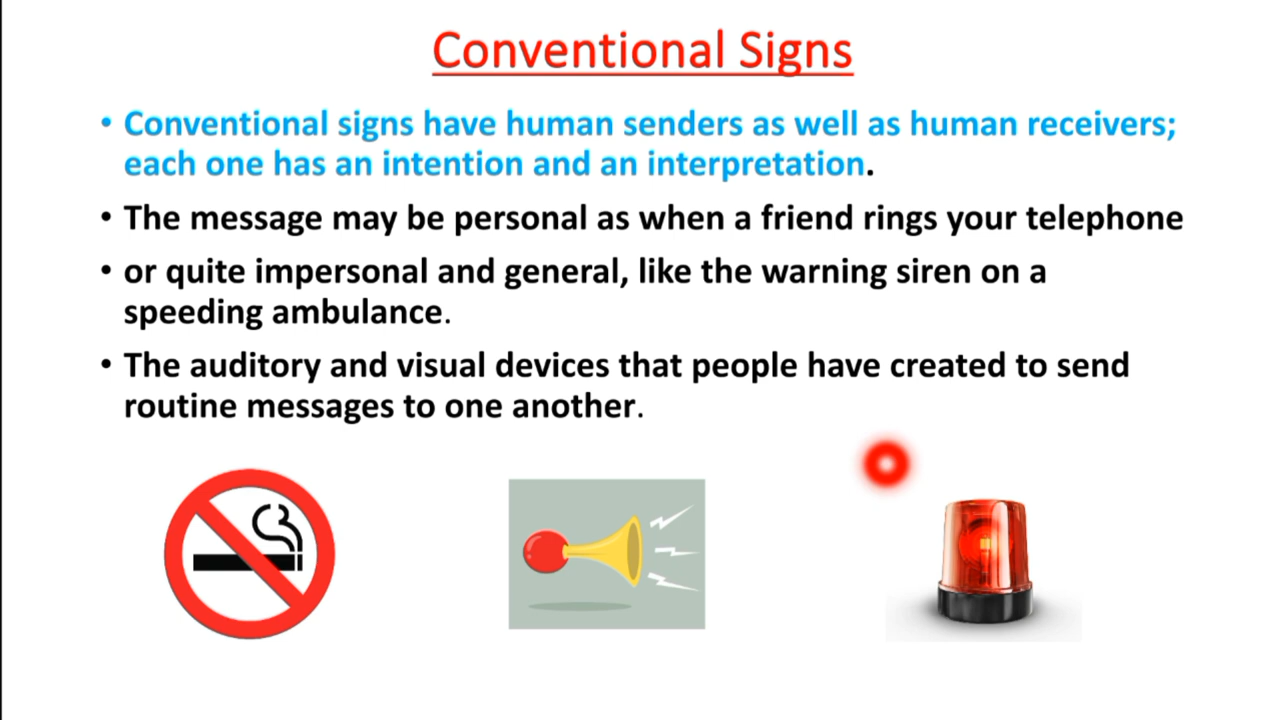 Conventional Signs
• Conventional signs have human senders as well as human receivers;
each one has an intention and an interpretation.
• The message may be personal as when a friend rings your telephone
• or quite impersonal and general, like the warning siren on a
speeding ambulance.
• The auditory and visual devices that people have created to send
routine messages to one another.